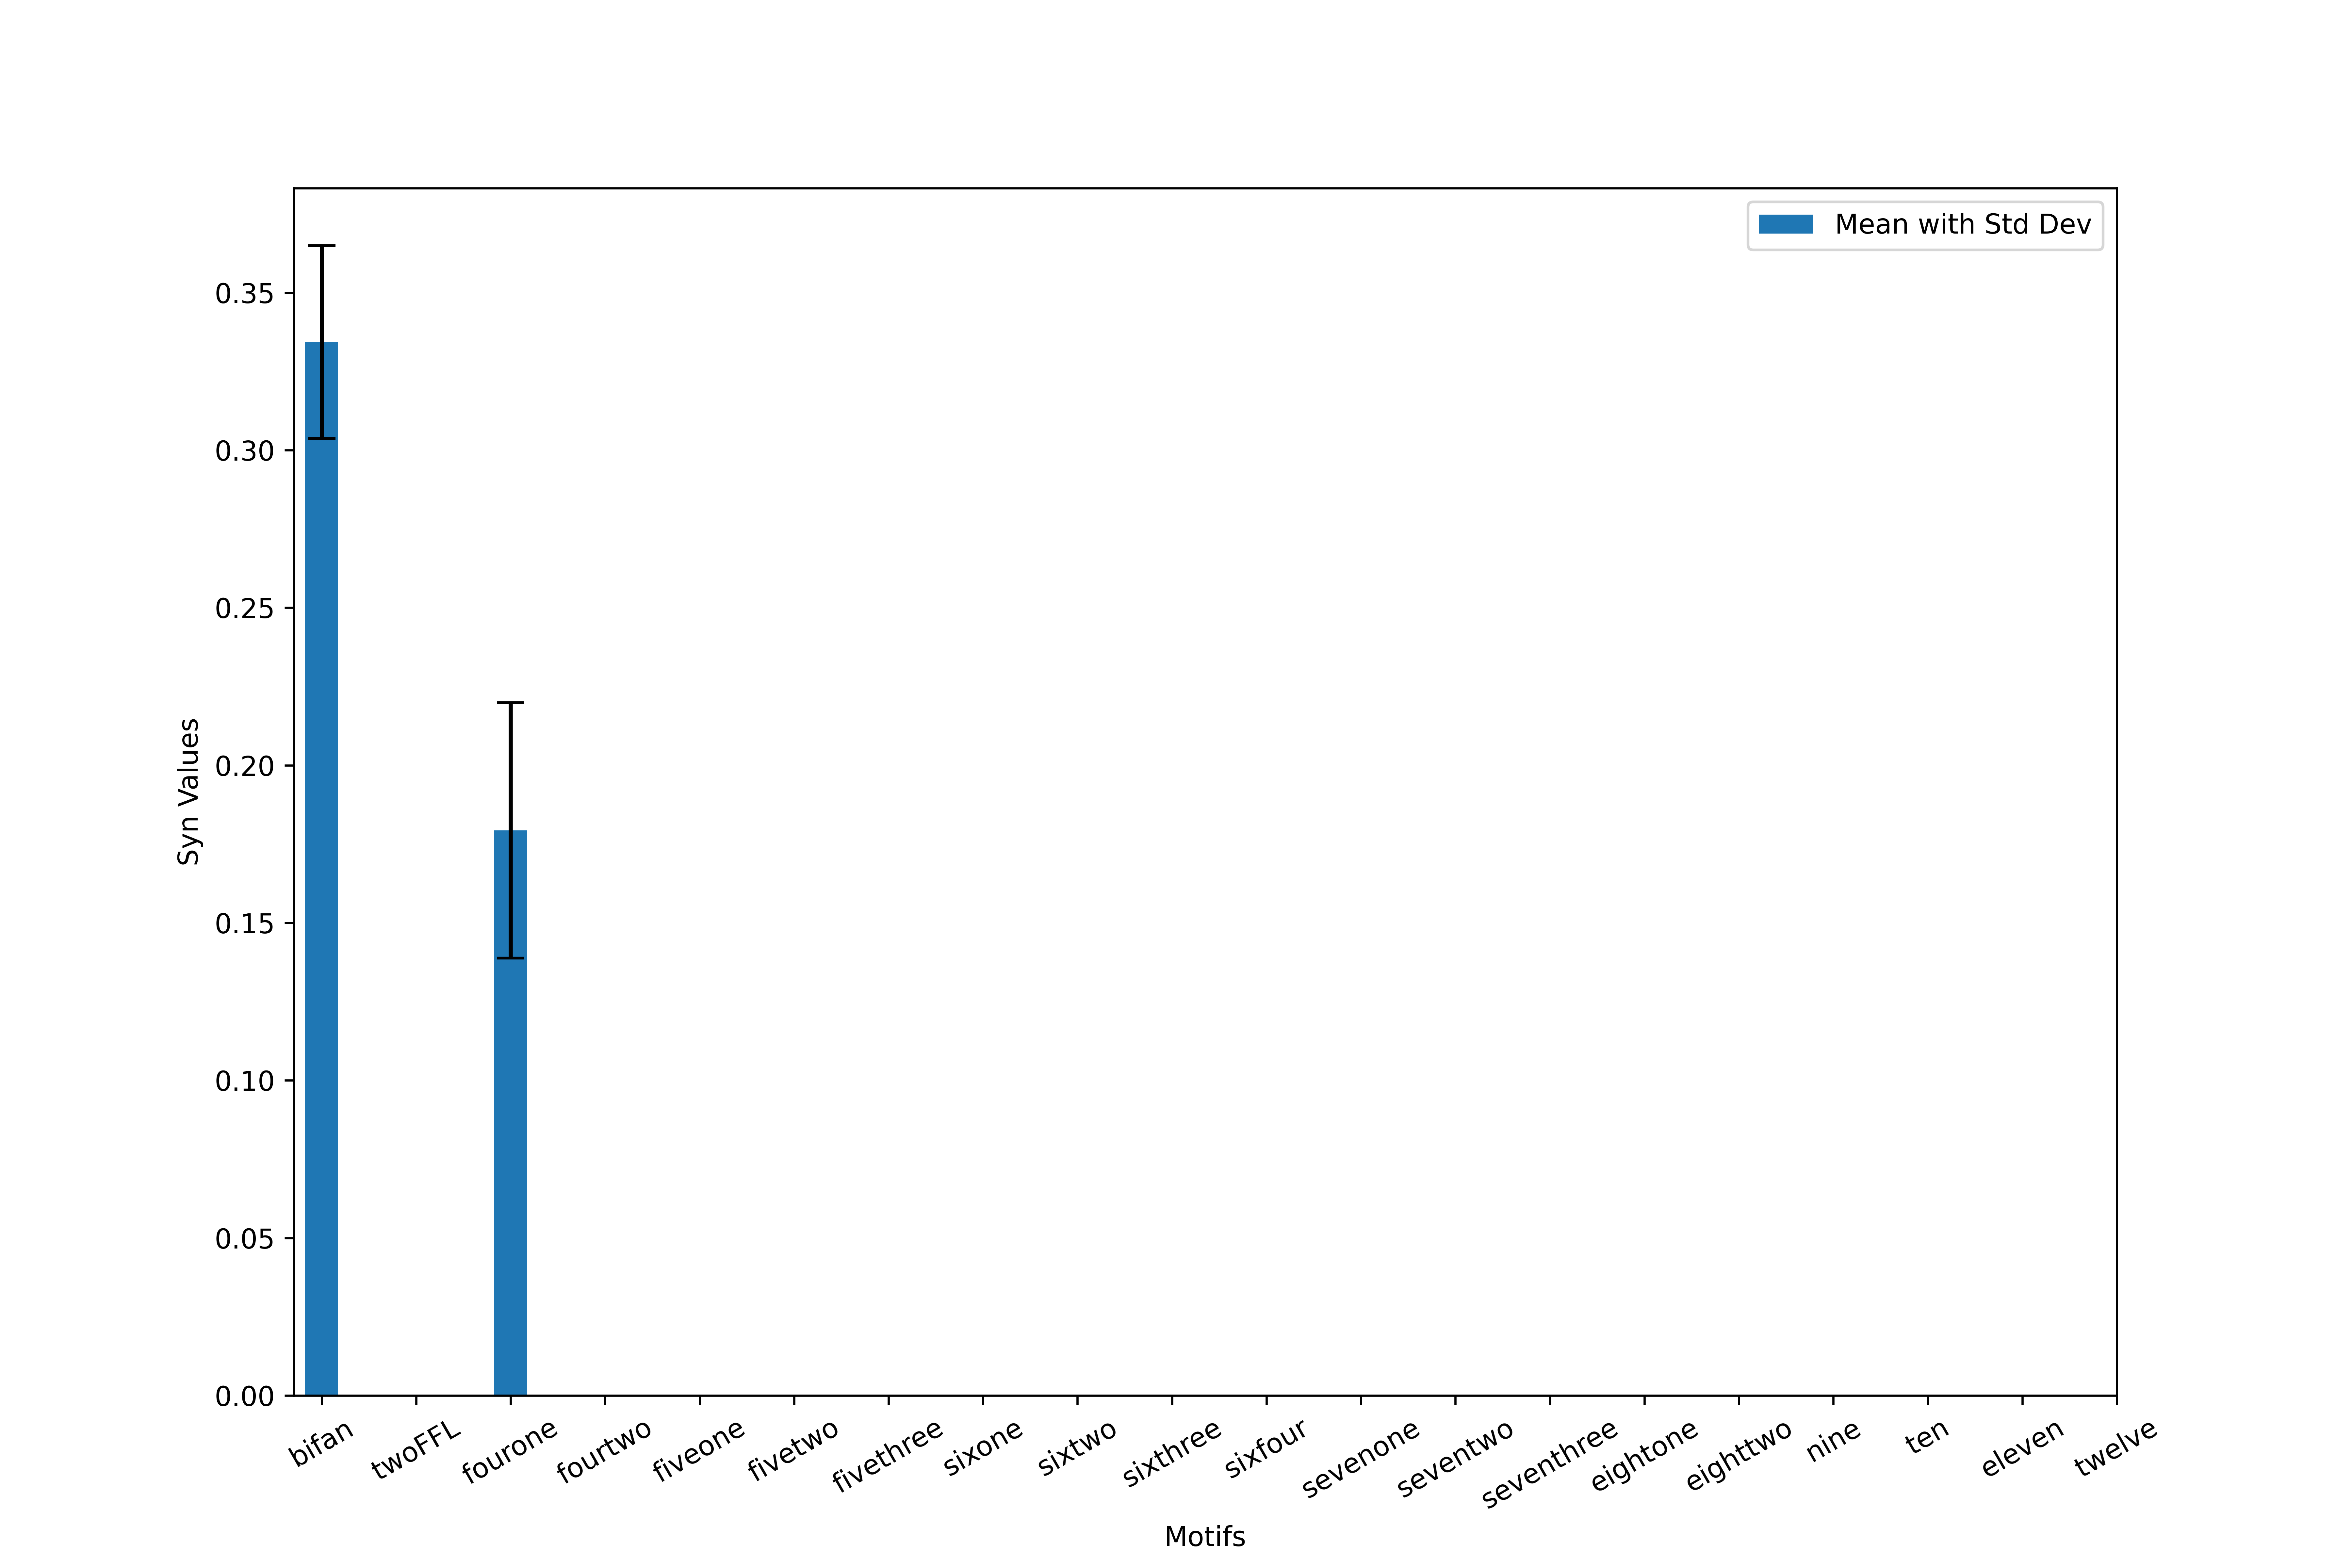 Mean with Std Dev
0.35
0.30
0.25
0.20
0.15
0.10
0.05
0.00
Syn Values
bifan
twoFFL
fourone
fourtwo
fiveone
fivetwo
fivethree
sixone
sixtwo
sixthree
sixfour
sevenone
seventwo
seventhree
eightone
eighttwo
nine
ten
eleven
twelve
Motifs